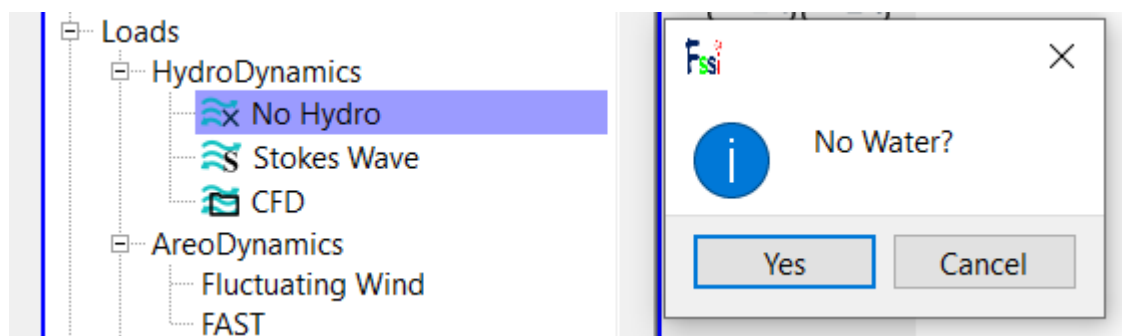 Loads
HydroDynamics
No Hydro
Stokes Wave
CFD
AreoDynamics
Fluctuating Wind
FAST
Fssi
No Water?
Yes
Cancel